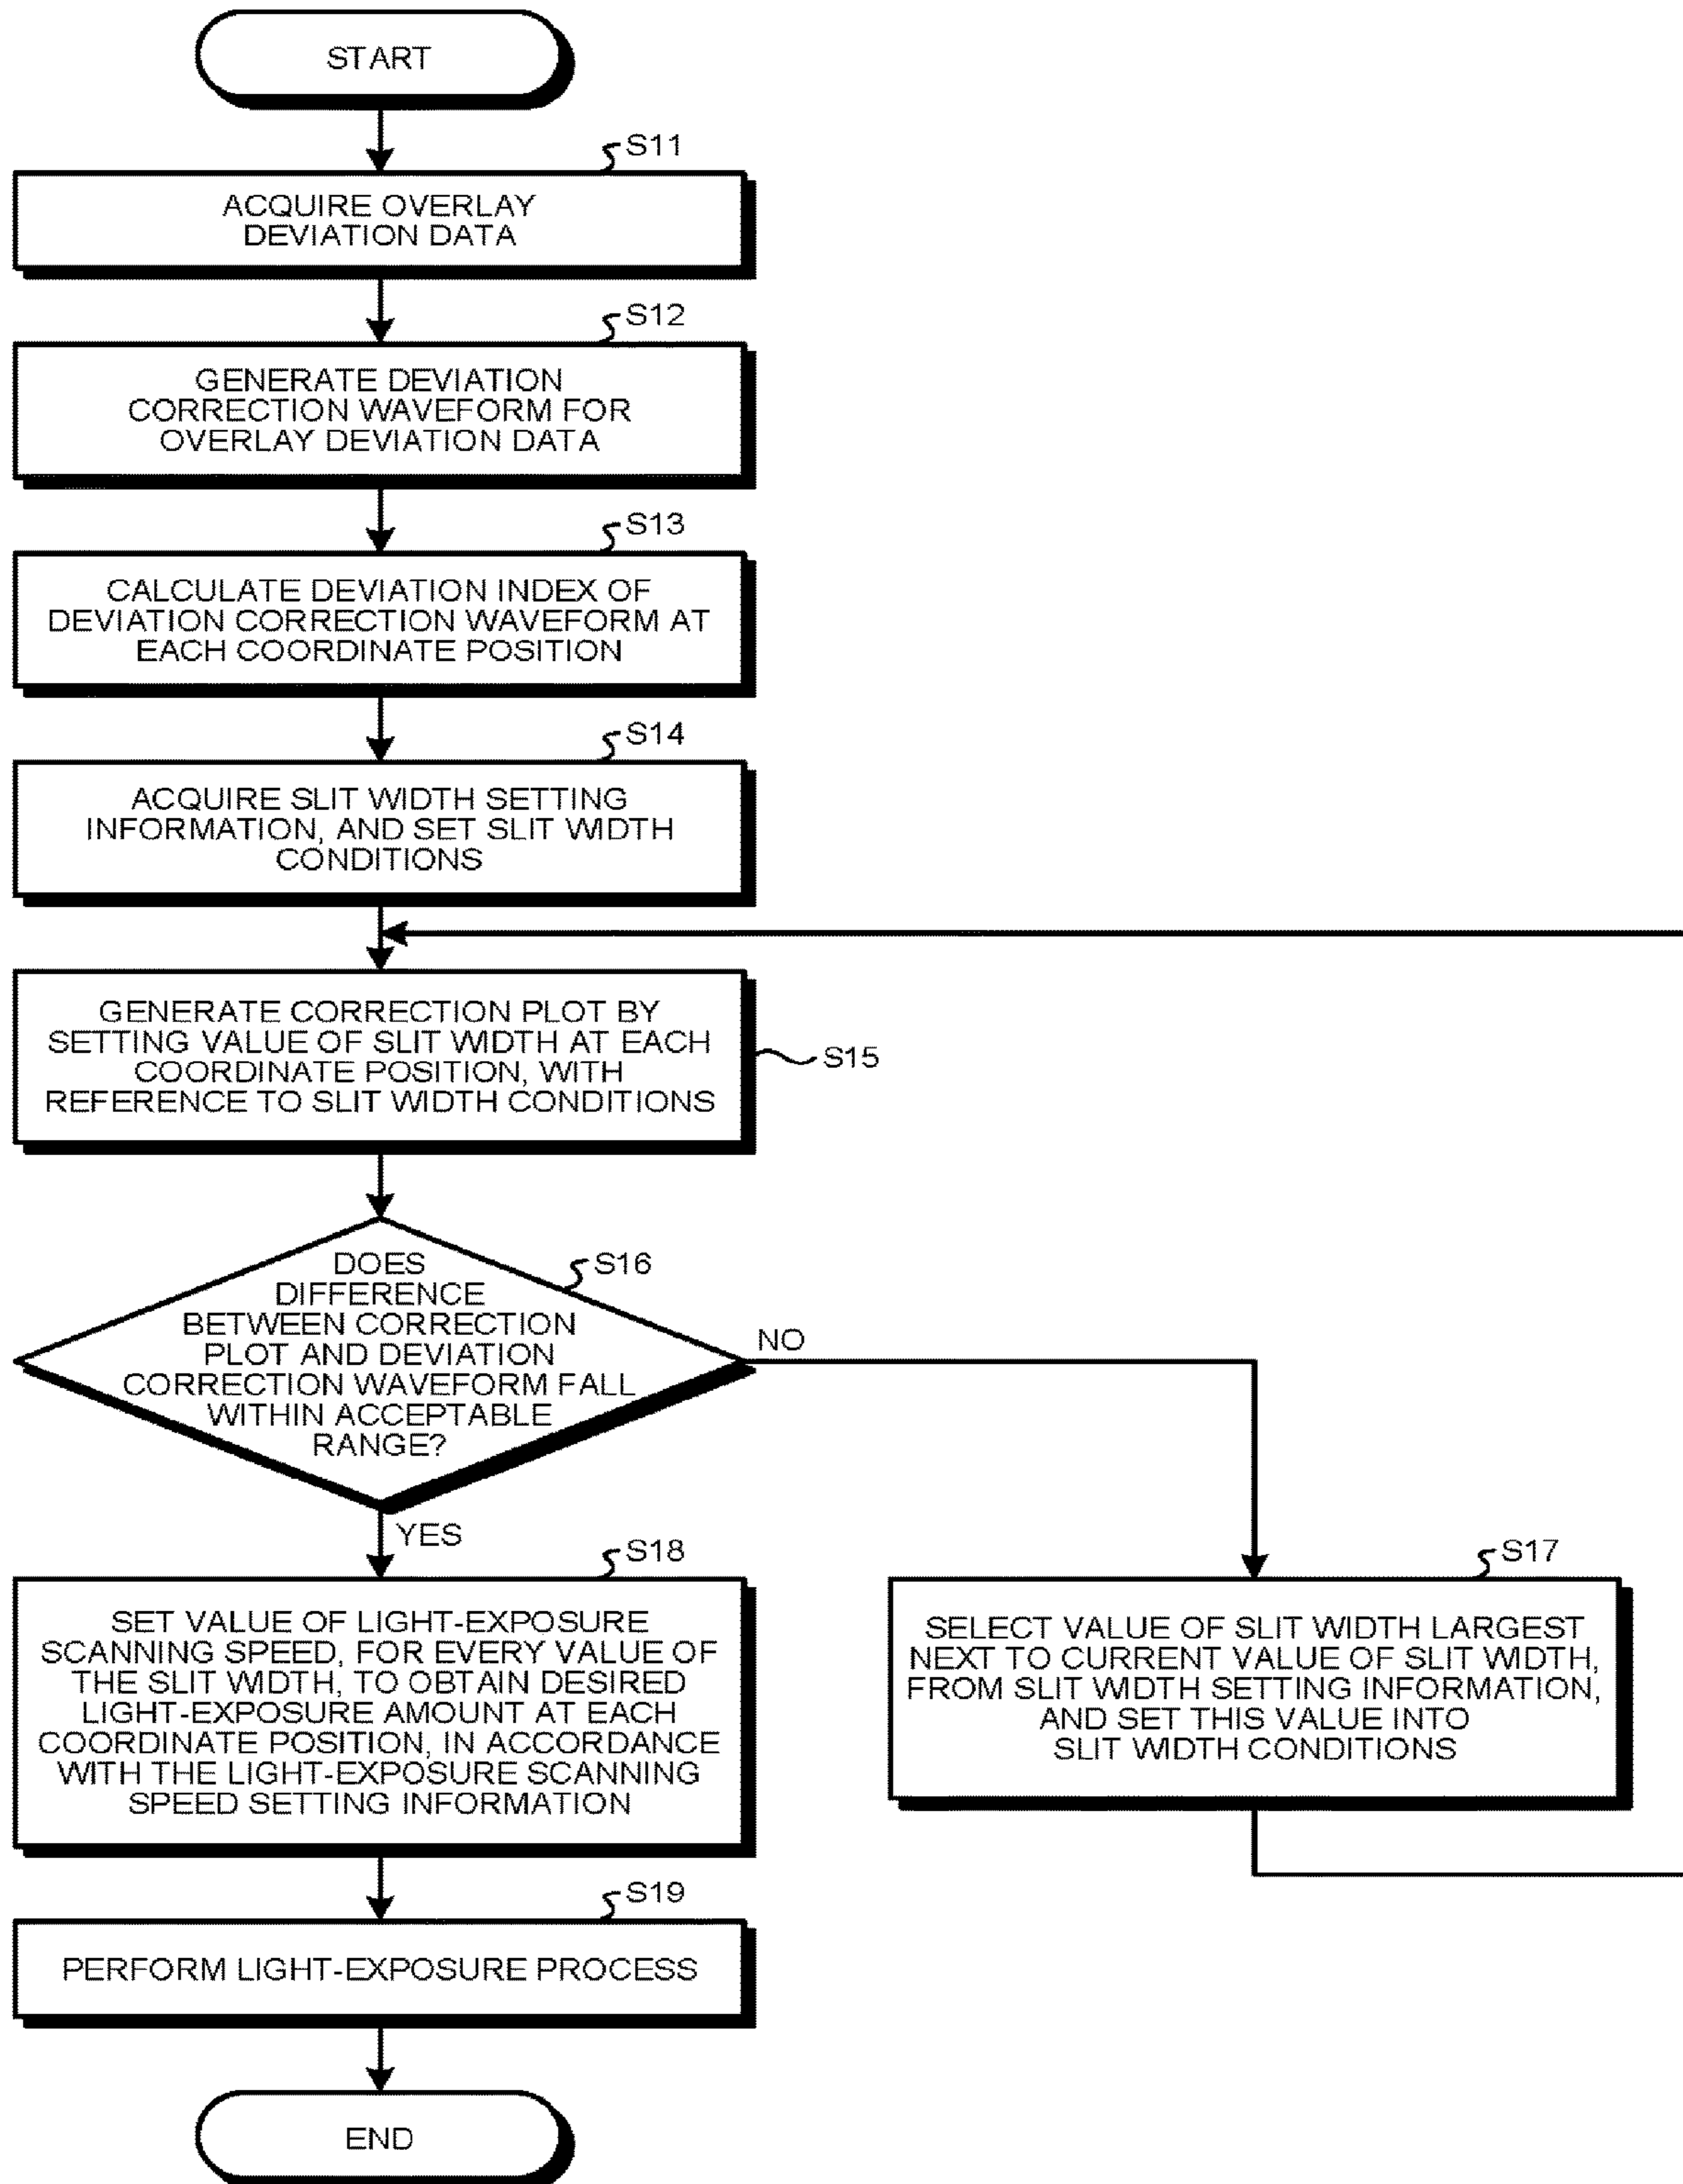 START
S11
ACQUIRE OVERLAY
DEVIATION DATA
S12
GENERATE DEVIATION
CORRECTION WAVEFORM FOR
OVERLAY DEVIATION DATA
S13
CALCULATE DEVIATION INDEX OF
DEVIATION CORRECTION WAVEFORM AT
EACH COORDINATE POSITION
S14
ACQUIRE SLIT WIDTH SETTING
INFORMATION, AND SET SLIT WIDTH
CONDITIONS
GENERATE CORRECTION PLOT BY
SETTING VALUE OF SLIT WIDTH AT EACH
COORDINATE POSITION, WITH
REFERENCE TO SLIT WIDTH CONDITIONS
S15
DOES
DIFFERENCE
BETWEEN CORRECTION
PLOT AND DEVIATION
CORRECTION WAVEFORM FALL
WITHIN ACCEPTABLE
RANGE?
S16
NO
YES
S18
SET VALUE OF LIGHT-EXPOSURE
SCANNING SPEED, FOR EVERY VALUE OF
THE SLIT WIDTH, TO OBTAIN DESIRED
LIGHT-EXPOSURE AMOUNT AT EACH
COORDINATE POSITION, IN ACCORDANCE
WITH THE LIGHT-EXPOSURE SCANNING
SPEED SETTING INFORMATION
S17
SELECT VALUE OF SLIT WIDTH LARGEST
NEXT TO CURRENT VALUE OF SLIT WIDTH,
FROM SLIT WIDTH SETTING INFORMATION,
AND SET THIS VALUE INTO
SLIT WIDTH CONDITIONS
S19
PERFORM LIGHT-EXPOSURE PROCESS
END